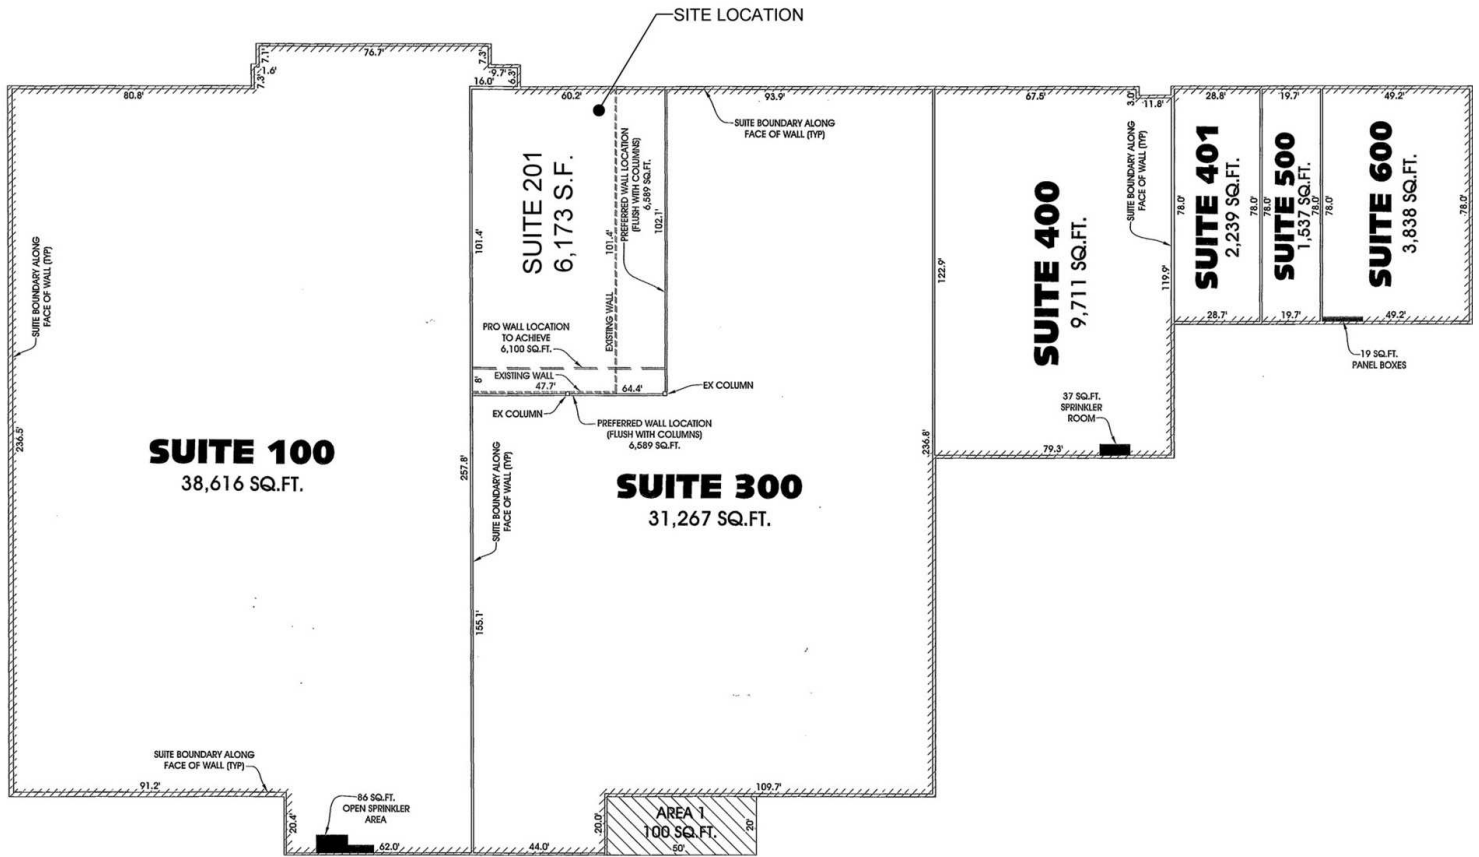 SITE LOCATION
76.7'
7.1'
1.6'
7.3'
7.3'
9.7'
6.3'
16.0'
80.8'
60.2'
93.9'
67.5'
3.0'
11.8'
28.8'
19.7'
49.2'
SUITE BOUNDARY ALONG
FACE OF WALL (TYP)
SUITE 201
6,173 S.F.
101.4'
101.4'
EXISTING WALL
PREFERRED WALL LOCATION
(FLUSH WITH COLUMNS)
6,589 SQ.FT.
102.1'
PRO WALL LOCATION
TO ACHIEVE
6,100 SQ.FT.
8'
EXISTING WALL
47.7'
64.4'
EX COLUMN
EX COLUMN
PREFERRED WALL LOCATION
(FLUSH WITH COLUMNS)
6,589 SQ.FT.
SUITE BOUNDARY ALONG
FACE OF WALL (TYP)
236.5'
SUITE 100
38,616 SQ.FT.
257.8'
SUITE BOUNDARY ALONG
FACE OF WALL (TYP)
155.1'
SUITE 300
31,267 SQ.FT.
236.8'
122.9'
SUITE 400
9,711 SQ.FT.
SUITE BOUNDARY ALONG
FACE OF WALL (TYP)
119.9'
37 SQ.FT.
SPRINKLER
ROOM
79.3'
78.0'
SUITE 401
2,239 SQ.FT.
78.0'
28.7'
78.0'
SUITE 500
1,537 SQ.FT.
78.0'
19.7'
78.0'
SUITE 600
3,838 SQ.FT.
78.0'
49.2'
19 SQ.FT.
PANEL BOXES
SUITE BOUNDARY ALONG
FACE OF WALL (TYP)
91.2'
20.4'
86 SQ.FT.
OPEN SPRINKLER
AREA
62.0'
44.0'
20.0'
109.7'
AREA 1
100 SQ.FT.
20'
50'